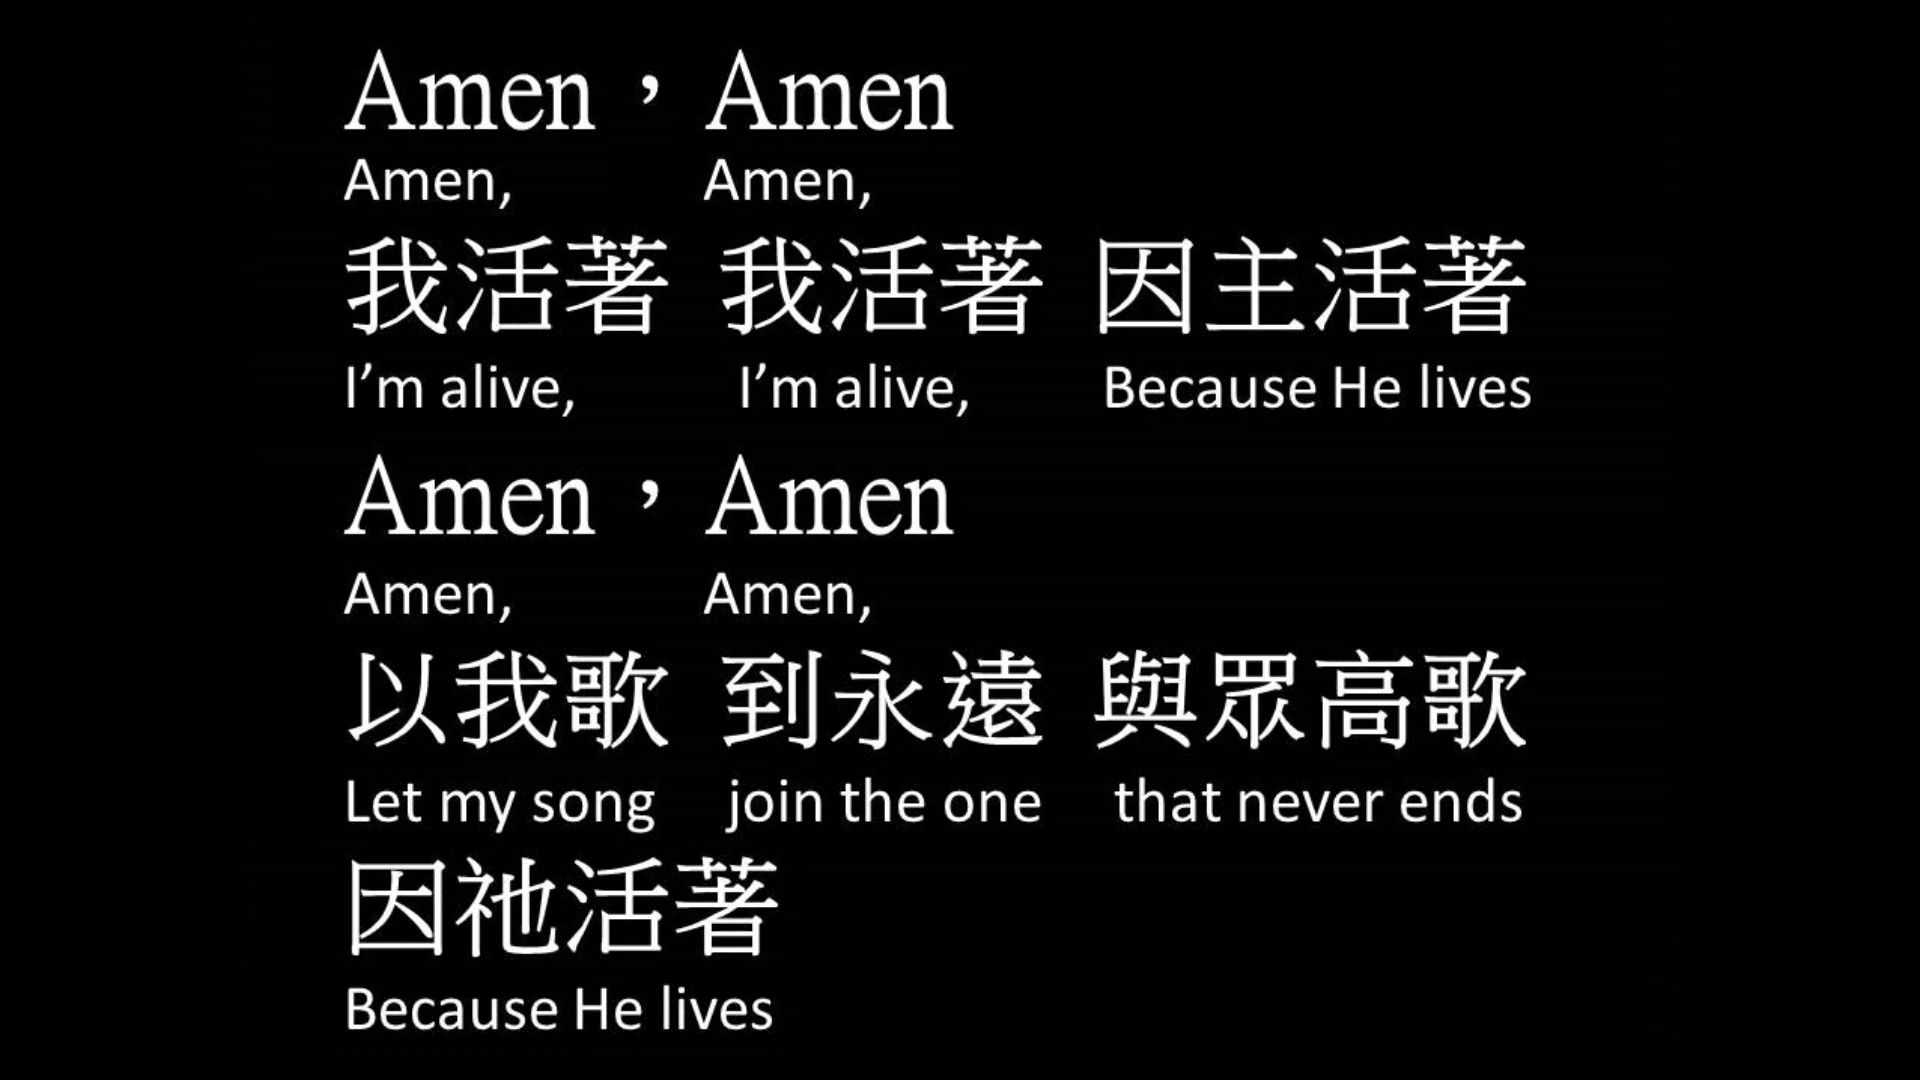 Amen，Amen
Amen, Amen,
我活著 我活著 因主活著
I’m alive, I’m alive, Because He lives
Amen，Amen
Amen, Amen,
以我歌 到永遠 與眾高歌
Let my song join the one that never ends
因祂活著
Because He lives